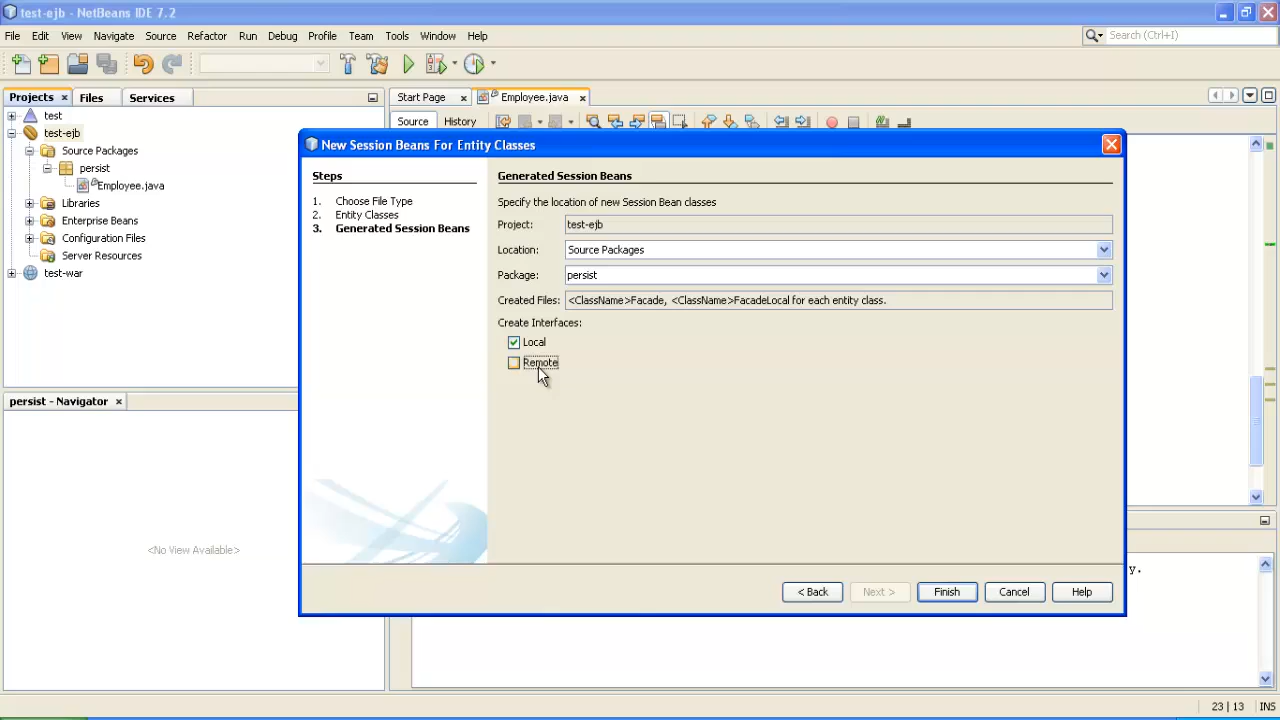 test-ejb - NetBeans IDE 7.2
File Edit View Navigate Source Refactor Run Debug Profile Team Tools Window Help
Search (Ctrl+I)
Projects Files Services
Start Page Employee.java
test
test-ejb
Source Packages
persist
Employee.java
Libraries
Enterprise Beans
Configuration Files
Server Resources
test-war
Source History
persist - Navigator
<No View Available>
New Session Beans For Entity Classes
Steps
1. Choose File Type
2. Entity Classes
3. Generated Session Beans
Generated Session Beans
Specify the location of new Session Bean classes
Project: test-ejb
Location: Source Packages
Package: persist
Created Files: <ClassName>Facade, <ClassName>FacadeLocal for each entity class.
Create Interfaces:
Local
Remote
< Back Next > Finish Cancel Help
y.
23 | 13 INS